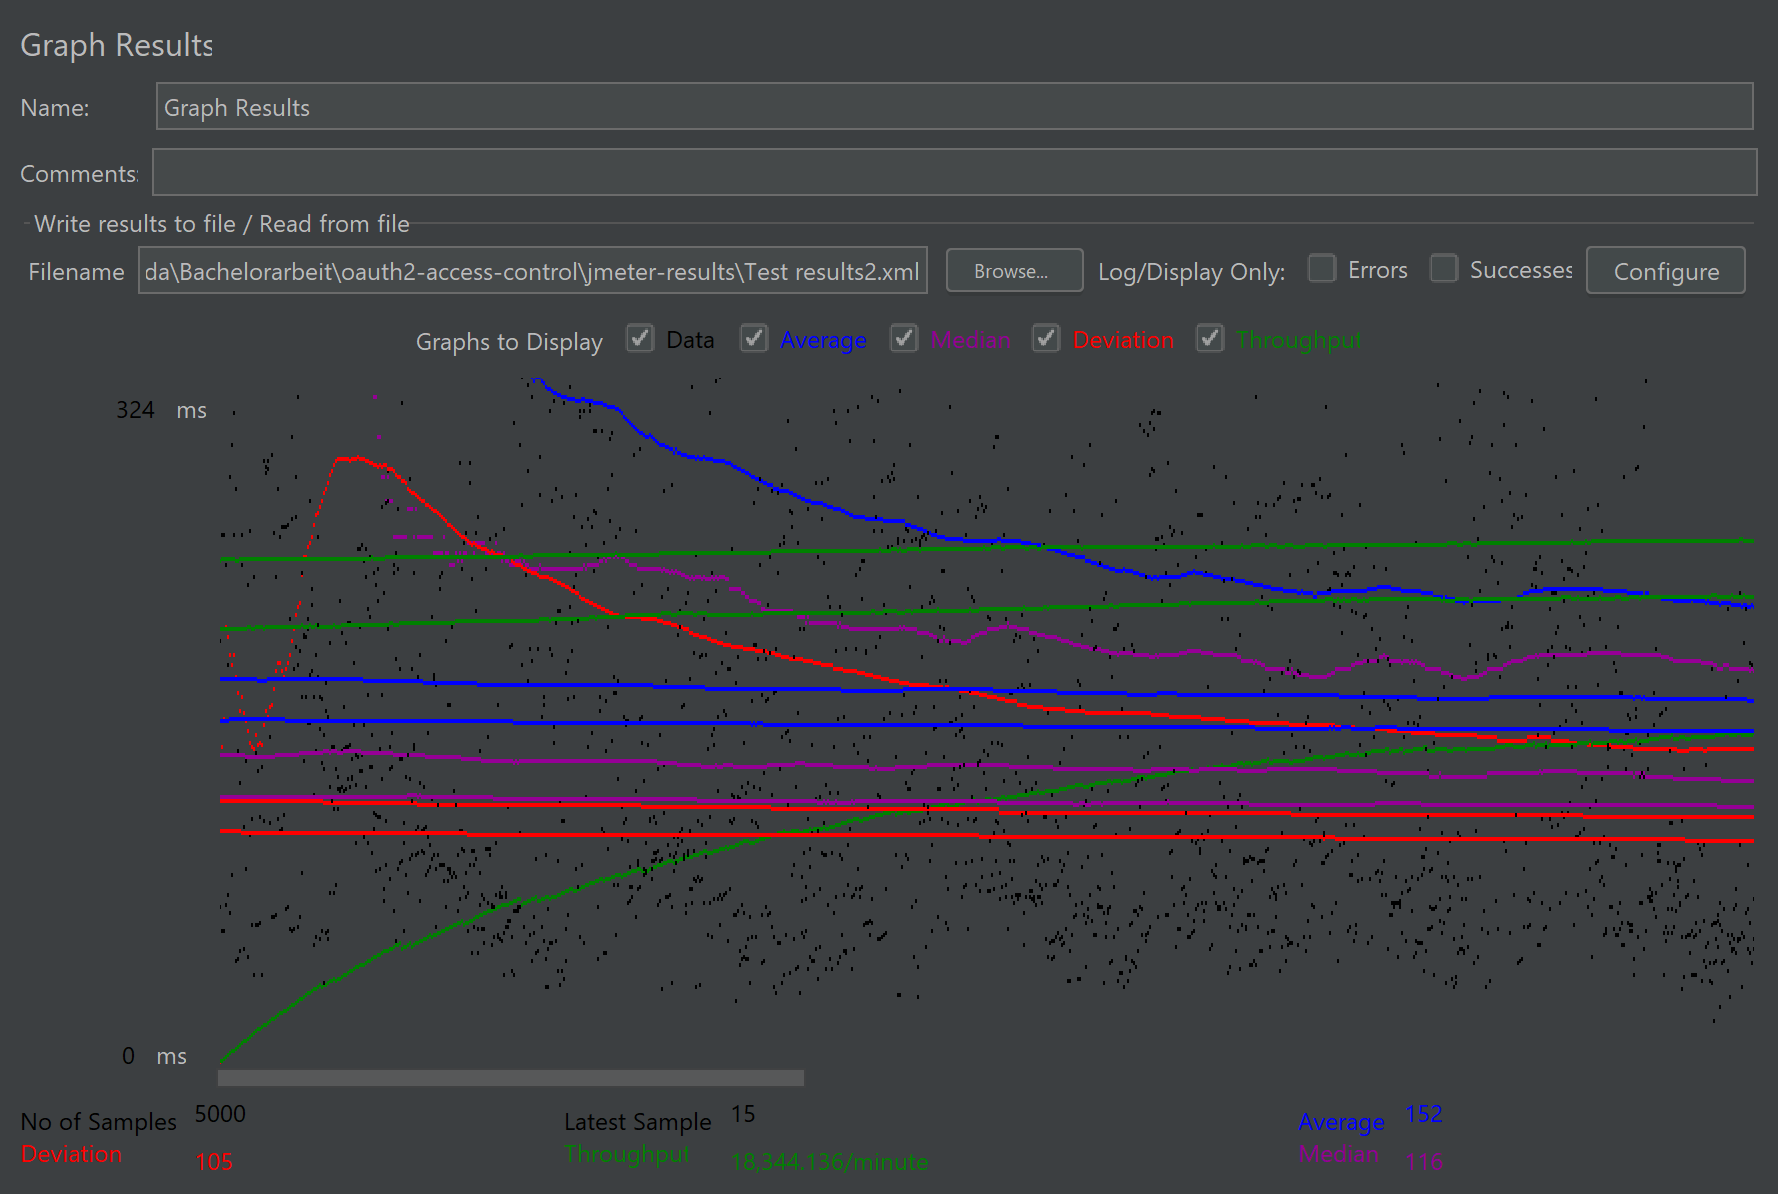 Graph Results
Name: Graph Results
Comments:
Write results to file / Read from file
Filename da\Bachelorarbeit\oauth2-access-control\jmeter-results\Test results2.xml Browse... Log/Display Only: Errors Successes Configure
Graphs to Display Data Average Median Deviation Throughput
324 ms
0 ms
No of Samples 5000 Latest Sample 15 Average 152
Deviation 105 Throughput 18,344.136/minute Median 116